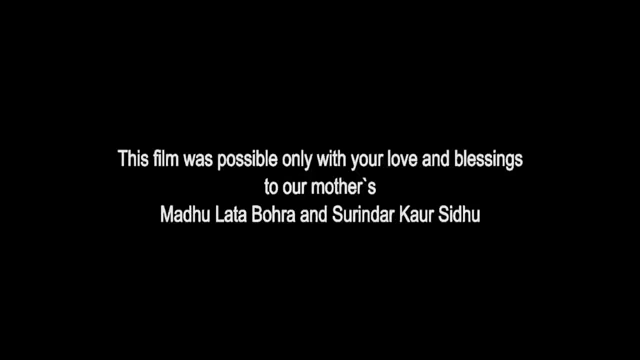 This film was possible only with your love and blessings
to our mother`s
Madhu Lata Bohra and Surindar Kaur Sidhu